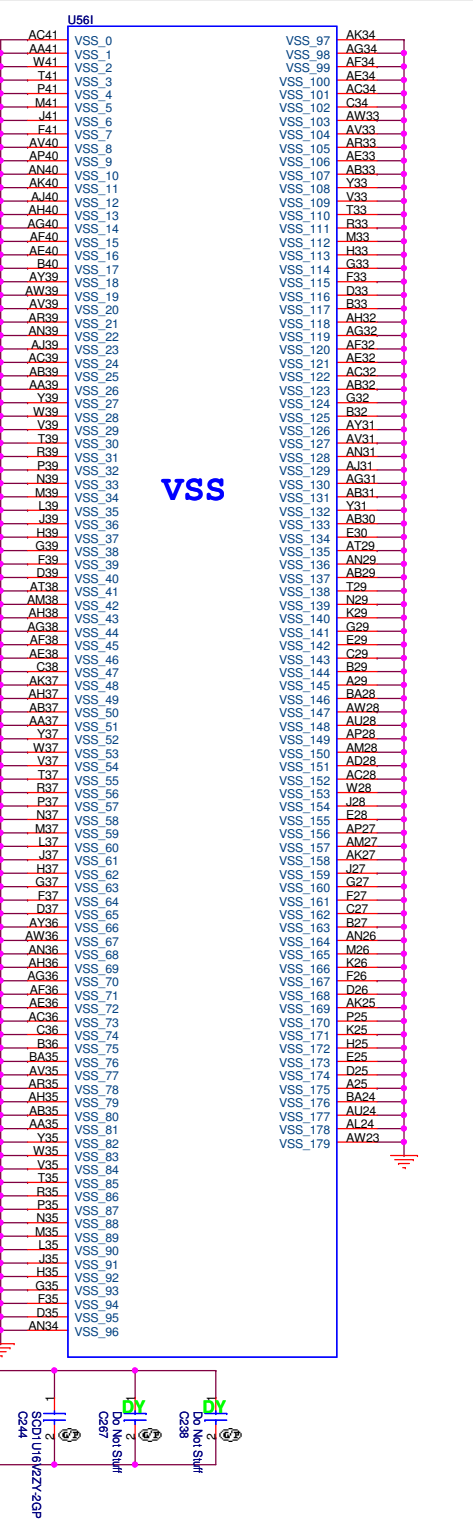 U56I
AC41 VSS_0 VSS_97 AK34
AA41 VSS_1 VSS_98 AG34
W41 VSS_2 VSS_99 AF34
T41 VSS_3 VSS_100 AE34
P41 VSS_4 VSS_101 AC34
M41 VSS_5 VSS_102 C34
J41 VSS_6 VSS_103 AW33
F41 VSS_7 VSS_104 AV33
AV40 VSS_8 VSS_105 AR33
AP40 VSS_9 VSS_106 AE33
AN40 VSS_10 VSS_107 AB33
AK40 VSS_11 VSS_108 Y33
AJ40 VSS_12 VSS_109 V33
AH40 VSS_13 VSS_110 T33
AG40 VSS_14 VSS_111 R33
AF40 VSS_15 VSS_112 M33
AE40 VSS_16 VSS_113 H33
B40 VSS_17 VSS_114 G33
AY39 VSS_18 VSS_115 F33
AW39 VSS_19 VSS_116 D33
AV39 VSS_20 VSS_117 B33
AR39 VSS_21 VSS_118 AH32
AN39 VSS_22 VSS_119 AG32
AJ39 VSS_23 VSS_120 AF32
AC39 VSS_24 VSS_121 AE32
AB39 VSS_25 VSS_122 AC32
AA39 VSS_26 VSS_123 AB32
Y39 VSS_27 VSS_124 G32
W39 VSS_28 VSS_125 B32
V39 VSS_29 VSS_126 AY31
T39 VSS_30 VSS_127 AV31
R39 VSS_31 VSS_128 AN31
P39 VSS_32 VSS_129 AJ31
N39 VSS_33 VSS_130 AG31
VSS
M39 VSS_34 VSS_131 AB31
L39 VSS_35 VSS_132 Y31
J39 VSS_36 VSS_133 AB30
H39 VSS_37 VSS_134 E30
G39 VSS_38 VSS_135 AT29
F39 VSS_39 VSS_136 AN29
D39 VSS_40 VSS_137 AB29
AT38 VSS_41 VSS_138 T29
AM38 VSS_42 VSS_139 N29
AH38 VSS_43 VSS_140 K29
AG38 VSS_44 VSS_141 G29
AF38 VSS_45 VSS_142 E29
AE38 VSS_46 VSS_143 C29
C38 VSS_47 VSS_144 B29
AK37 VSS_48 VSS_145 A29
AH37 VSS_49 VSS_146 BA28
AB37 VSS_50 VSS_147 AW28
AA37 VSS_51 VSS_148 AU28
Y37 VSS_52 VSS_149 AP28
W37 VSS_53 VSS_150 AM28
V37 VSS_54 VSS_151 AD28
T37 VSS_55 VSS_152 AC28
R37 VSS_56 VSS_153 W28
P37 VSS_57 VSS_154 J28
N37 VSS_58 VSS_155 E28
M37 VSS_59 VSS_156 AP27
L37 VSS_60 VSS_157 AM27
J37 VSS_61 VSS_158 AK27
H37 VSS_62 VSS_159 J27
G37 VSS_63 VSS_160 G27
F37 VSS_64 VSS_161 F27
D37 VSS_65 VSS_162 C27
AY36 VSS_66 VSS_163 B27
AW36 VSS_67 VSS_164 AN26
AN36 VSS_68 VSS_165 M26
AH36 VSS_69 VSS_166 K26
AG36 VSS_70 VSS_167 F26
AF36 VSS_71 VSS_168 D26
AE36 VSS_72 VSS_169 AK25
AC36 VSS_73 VSS_170 P25
C36 VSS_74 VSS_171 K25
B36 VSS_75 VSS_172 H25
BA35 VSS_76 VSS_173 E25
AV35 VSS_77 VSS_174 D25
AR35 VSS_78 VSS_175 A25
AH35 VSS_79 VSS_176 BA24
AB35 VSS_80 VSS_177 AU24
AA35 VSS_81 VSS_178 AL24
Y35 VSS_82 VSS_179 AW23
W35 VSS_83
V35 VSS_84
T35 VSS_85
R35 VSS_86
P35 VSS_87
N35 VSS_88
M35 VSS_89
L35 VSS_90
J35 VSS_91
H35 VSS_92
G35 VSS_93
F35 VSS_94
D35 VSS_95
AN34 VSS_96
1 2
SCD1U16V2ZY-2GP
C244
DY
1 2
Do Not Stuff
C267
DY
1 2
Do Not Stuff
C238